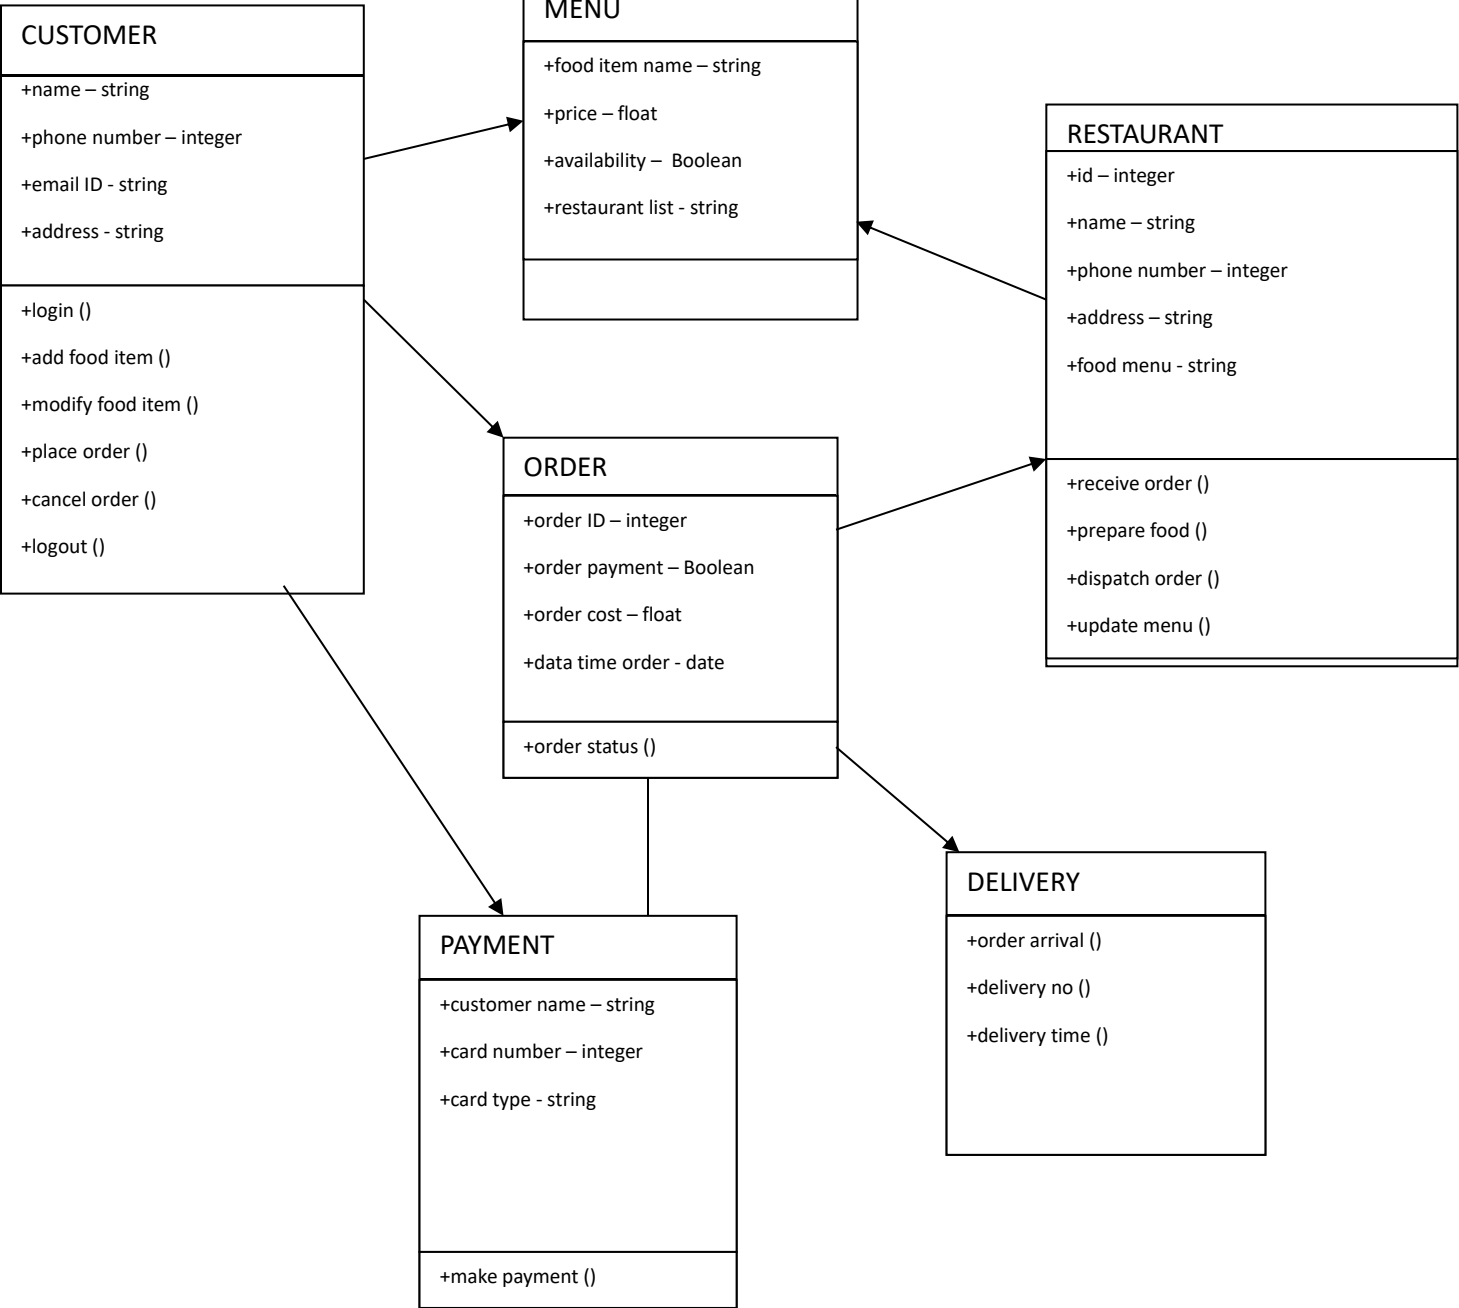 CUSTOMER
+name – string
+phone number – integer
+email ID - string
+address - string
+login ()
+add food item ()
+modify food item ()
+place order ()
+cancel order ()
+logout ()
MENU
+food item name – string
+price – float
+availability –  Boolean
+restaurant list - string
RESTAURANT
+id – integer
+name – string
+phone number – integer
+address – string
+food menu - string
+receive order ()
+prepare food ()
+dispatch order ()
+update menu ()
ORDER
+order ID – integer
+order payment – Boolean
+order cost – float
+data time order - date
+order status ()
PAYMENT
+customer name – string
+card number – integer
+card type - string
+make payment ()
DELIVERY
+order arrival ()
+delivery no ()
+delivery time ()